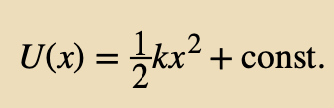 U(x) = ½kx² + const.